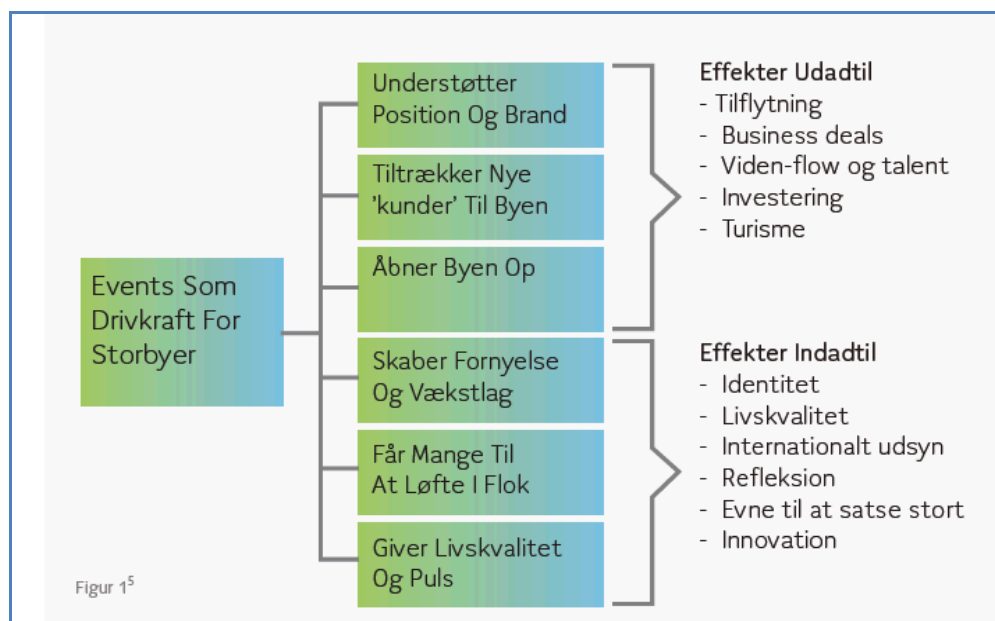 Events Som
Drivkraft For
Storbyer
Understøtter
Position Og Brand
Tiltrækker Nye
’kunder’ Til Byen
Åbner Byen Op
Skaber Fornyelse
Og Vækstlag
Får Mange Til
At Løfte I Flok
Giver Livskvalitet
Og Puls
Effekter Udadtil
- Tilflytning
- Business deals
- Viden-flow og talent
- Investering
- Turisme
Effekter Indadtil
- Identitet
- Livskvalitet
- Internationalt udsyn
- Refleksion
- Evne til at satse stort
- Innovation
Figur 1⁵